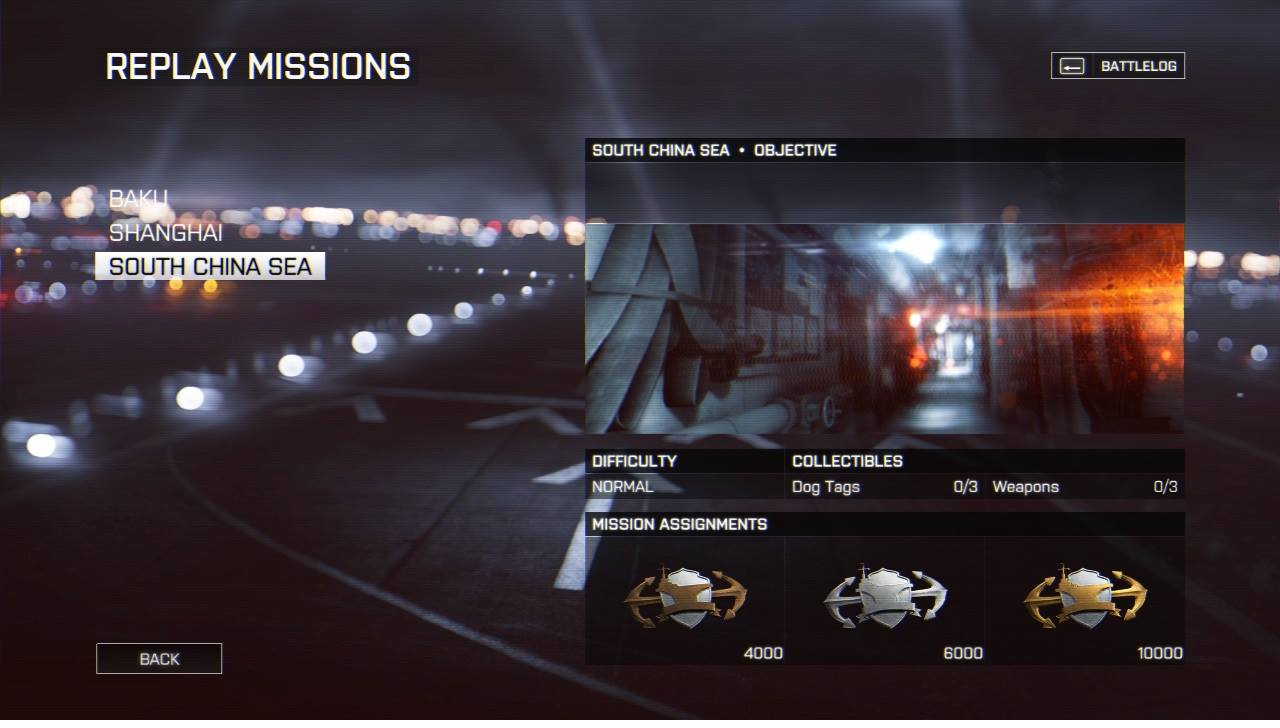 REPLAY MISSIONS
BATTLELOG
BAKU
SHANGHAI
SOUTH CHINA SEA
SOUTH CHINA SEA • OBJECTIVE
DIFFICULTY
NORMAL
COLLECTIBLES
Dog Tags 0/3 Weapons 0/3
MISSION ASSIGNMENTS
4000 6000 10000
BACK